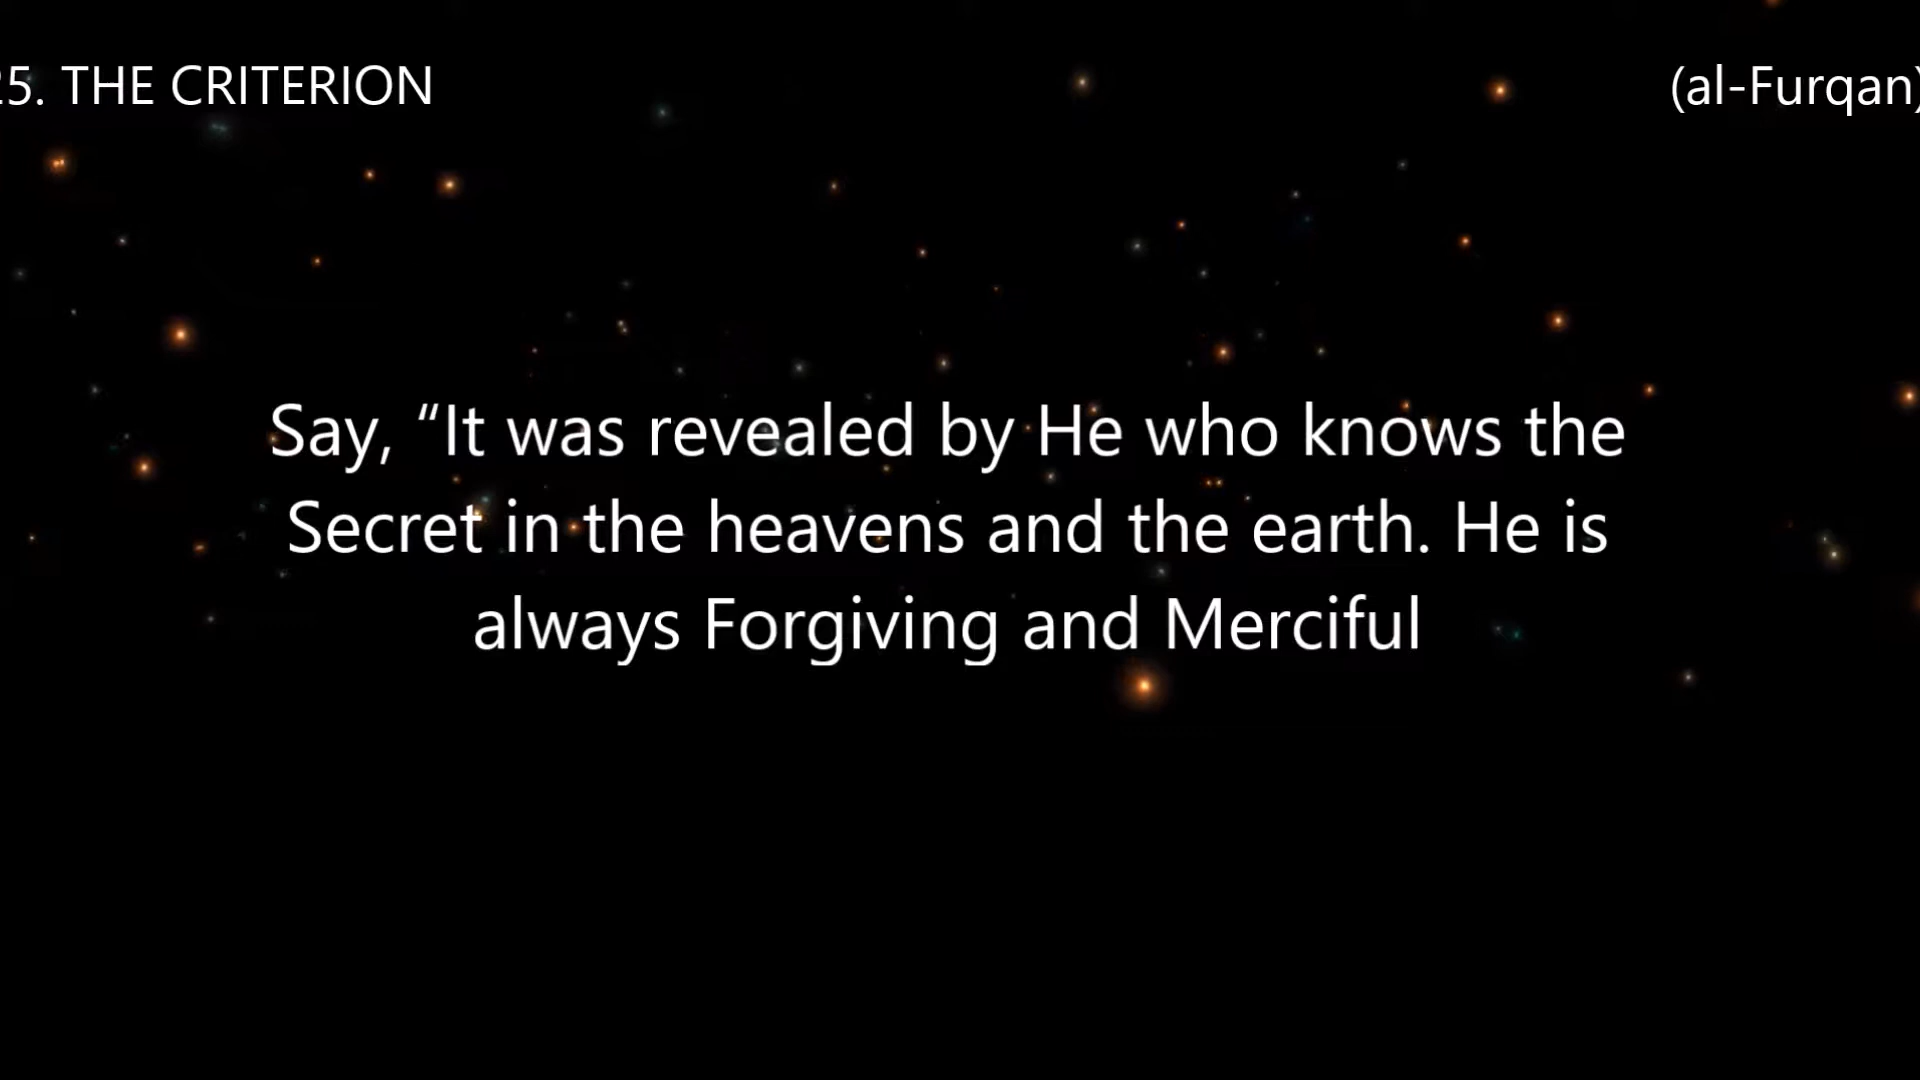 25. THE CRITERION
(al-Furqan)
Say, “It was revealed by He who knows the
Secret in the heavens and the earth. He is
always Forgiving and Merciful